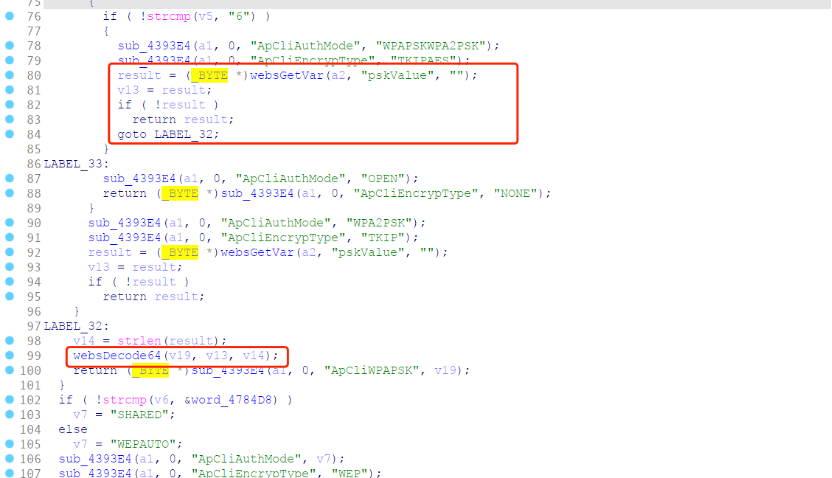 75 {
76 if ( !strcmp(v5, "6") )
77 {
78 sub_4393E4(a1, 0, "ApCliAuthMode", "WPAPSKWPA2PSK");
79 sub_4393E4(a1, 0, "ApCliEncrypType", "TKIPAES");
80 result = (_BYTE *)websGetVar(a2, "pskValue", "");
81 v13 = result;
82 if ( !result )
83 return result;
84 goto LABEL_32;
85 }
86 LABEL_33:
87 sub_4393E4(a1, 0, "ApCliAuthMode", "OPEN");
88 return (_BYTE *)sub_4393E4(a1, 0, "ApCliEncrypType", "NONE");
89 }
90 sub_4393E4(a1, 0, "ApCliAuthMode", "WPA2PSK");
91 sub_4393E4(a1, 0, "ApCliEncrypType", "TKIP");
92 result = (_BYTE *)websGetVar(a2, "pskValue", "");
93 v13 = result;
94 if ( !result )
95 return result;
96 }
97 LABEL_32:
98 v14 = strlen(result);
99 websDecode64(v19, v13, v14);
100 return (_BYTE *)sub_4393E4(a1, 0, "ApCliWPAPSK", v19);
101 }
102 if ( !strcmp(v6, &word_4784D8) )
103 v7 = "SHARED";
104 else
105 v7 = "WEPAUTO";
106 sub_4393E4(a1, 0, "ApCliAuthMode", v7);
107 sub_4393E4(a1, 0, "ApCliEncrypType", "WEP");